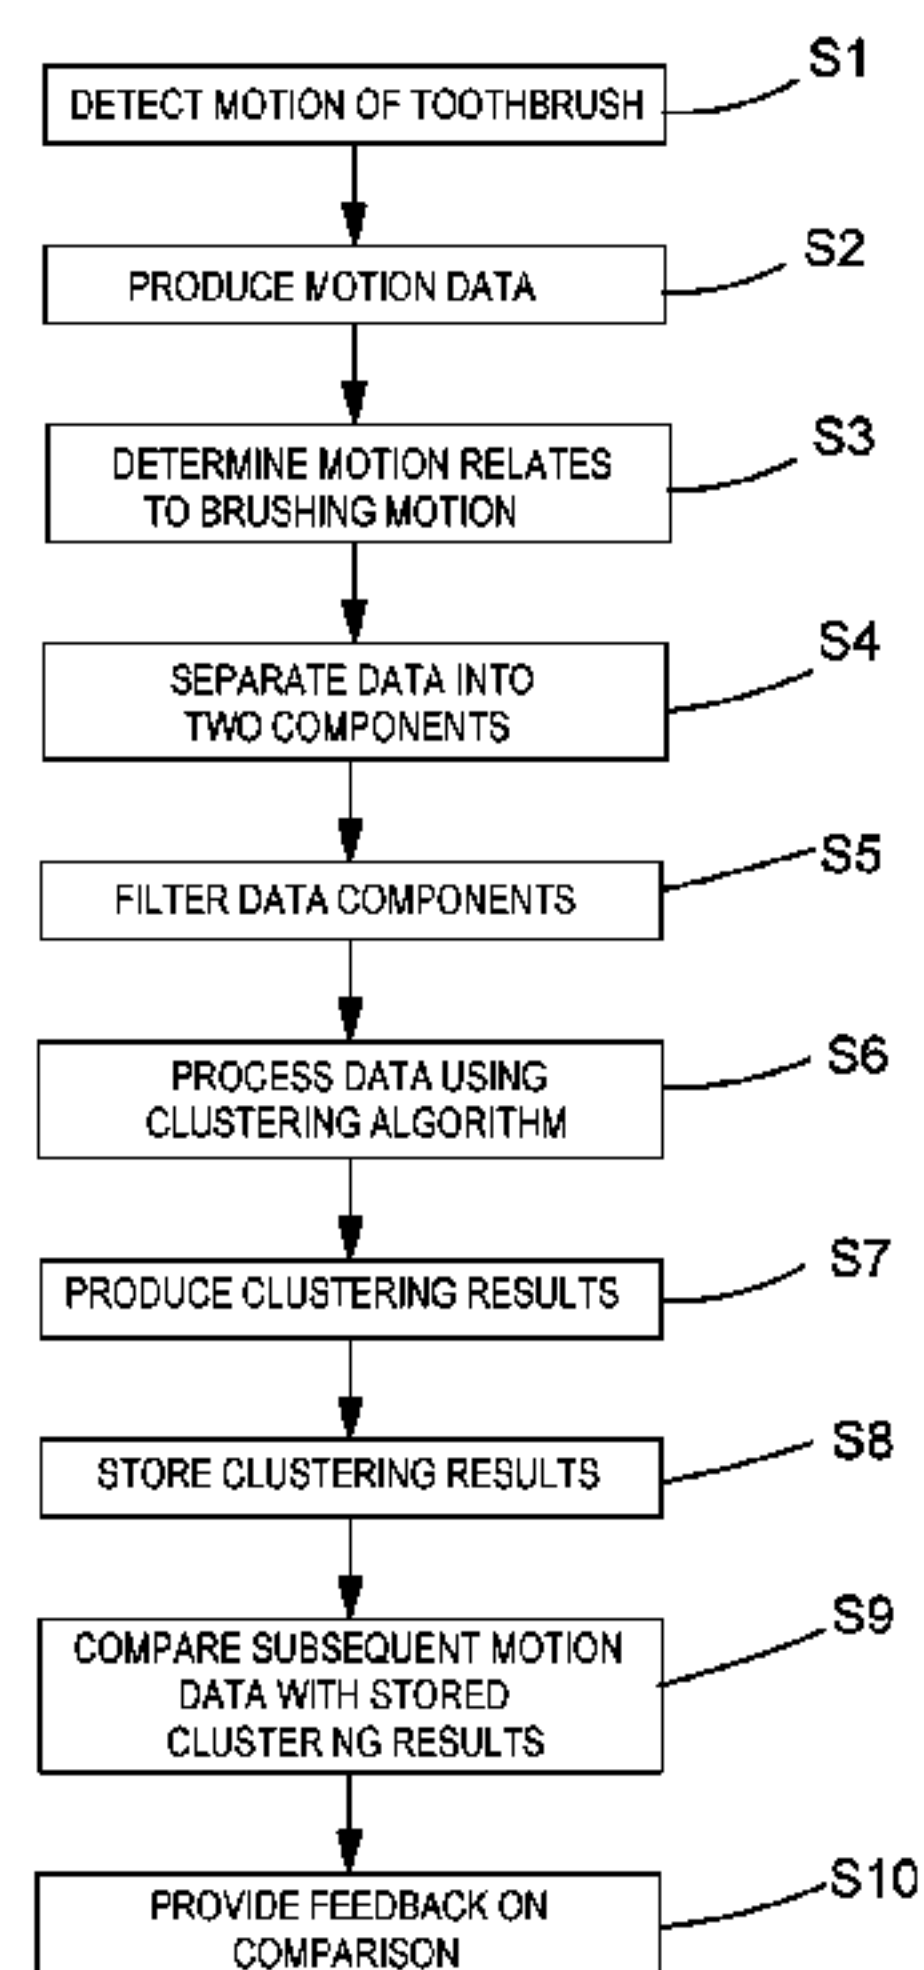 DETECT MOTION OF TOOTHBRUSH
S1
PRODUCE MOTION DATA
S2
DETERMINE MOTION RELATES
TO BRUSHING MOTION
S3
SEPARATE DATA INTO
TWO COMPONENTS
S4
FILTER DATA COMPONENTS
S5
PROCESS DATA USING
CLUSTERING ALGORITHM
S6
PRODUCE CLUSTERING RESULTS
S7
STORE CLUSTERING RESULTS
S8
COMPARE SUBSEQUENT MOTION
DATA WITH STORED
CLUSTERING RESULTS
S9
PROVIDE FEEDBACK ON
COMPARISON
S10